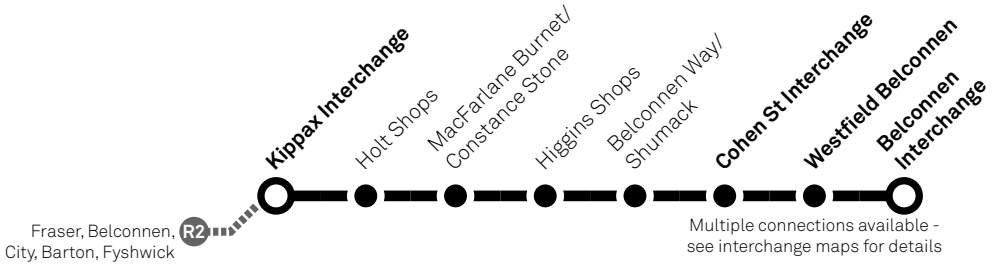 Kippax Interchange
Holt Shops
MacFarlane Burnet/
Constance Stone
Higgins Shops
Belconnen Way/
Shumack
Cohen St Interchange
Westfield Belconnen
Belconnen
Interchange
Fraser, Belconnen,
City, Barton, Fyshwick
R2
Multiple connections available -
see interchange maps for details